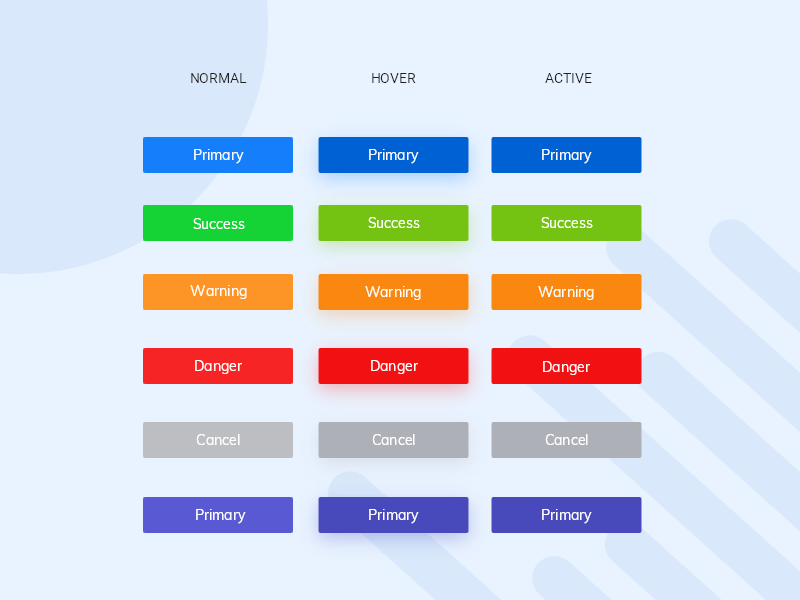 NORMAL HOVER ACTIVE
Primary Primary Primary
Success Success Success
Warning Warning Warning
Danger Danger Danger
Cancel Cancel Cancel
Primary Primary Primary